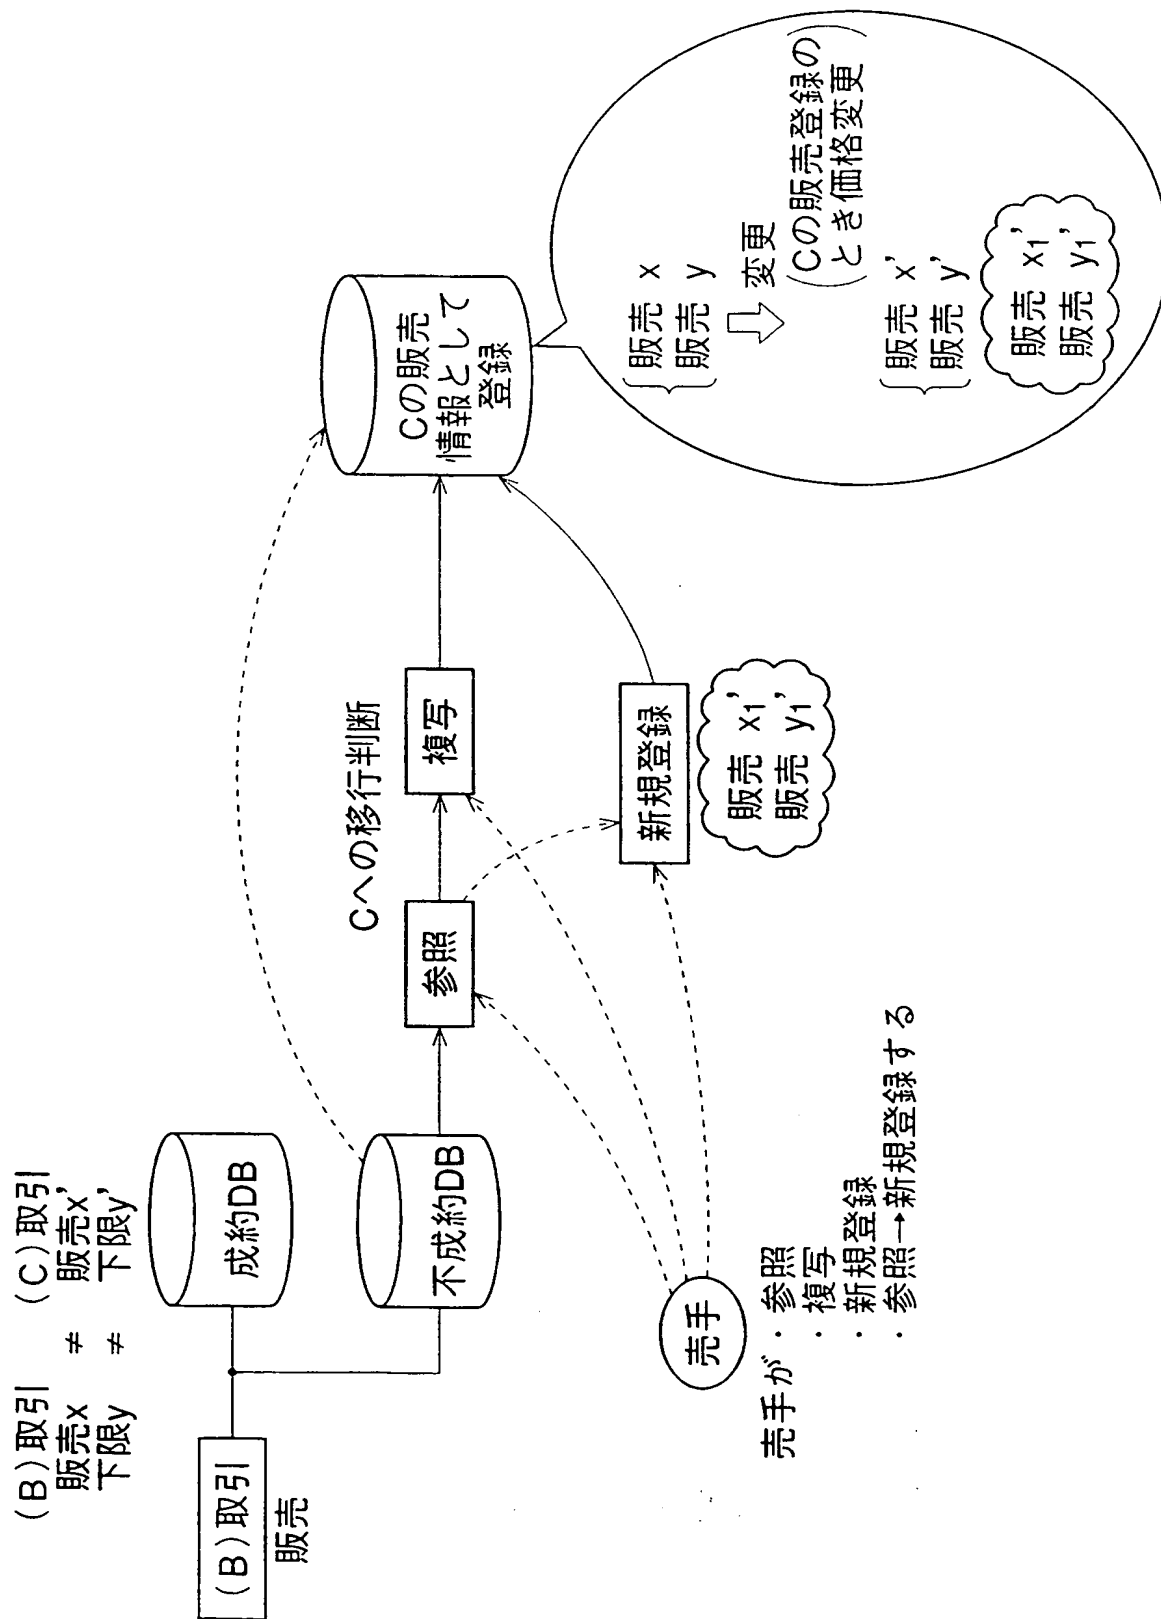 (B)取引 (C)取引
販売x ≠ 販売x'
下限y ≠ 下限y'
(B)取引
販売
成約DB
不成約DB
参照
Cへの移行判断
複写
Cの販売
情報として
登録
新規登録
販売 x1'
販売 y1'
売手
売手が・参照
・複写
・新規登録
・参照→新規登録する
販売 x
販売 y
変更
(Cの販売登録の
とき価格変更)
販売 x'
販売 y'
販売 x1'
販売 y1'